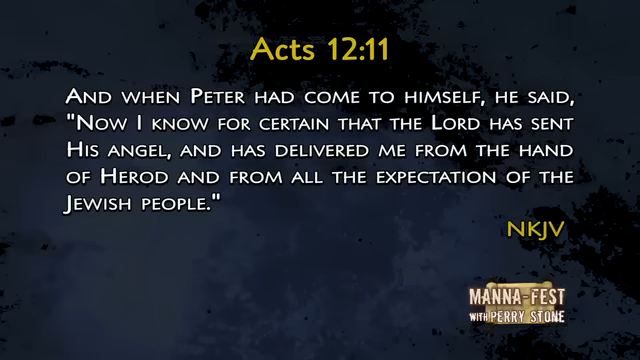 Acts 12:11
And when Peter had come to himself, he said,
"Now I know for certain that the Lord has sent
His angel, and has delivered me from the hand
of Herod and from all the expectation of the
Jewish people."
NKJV
MANNA-FEST
WITH PERRY STONE